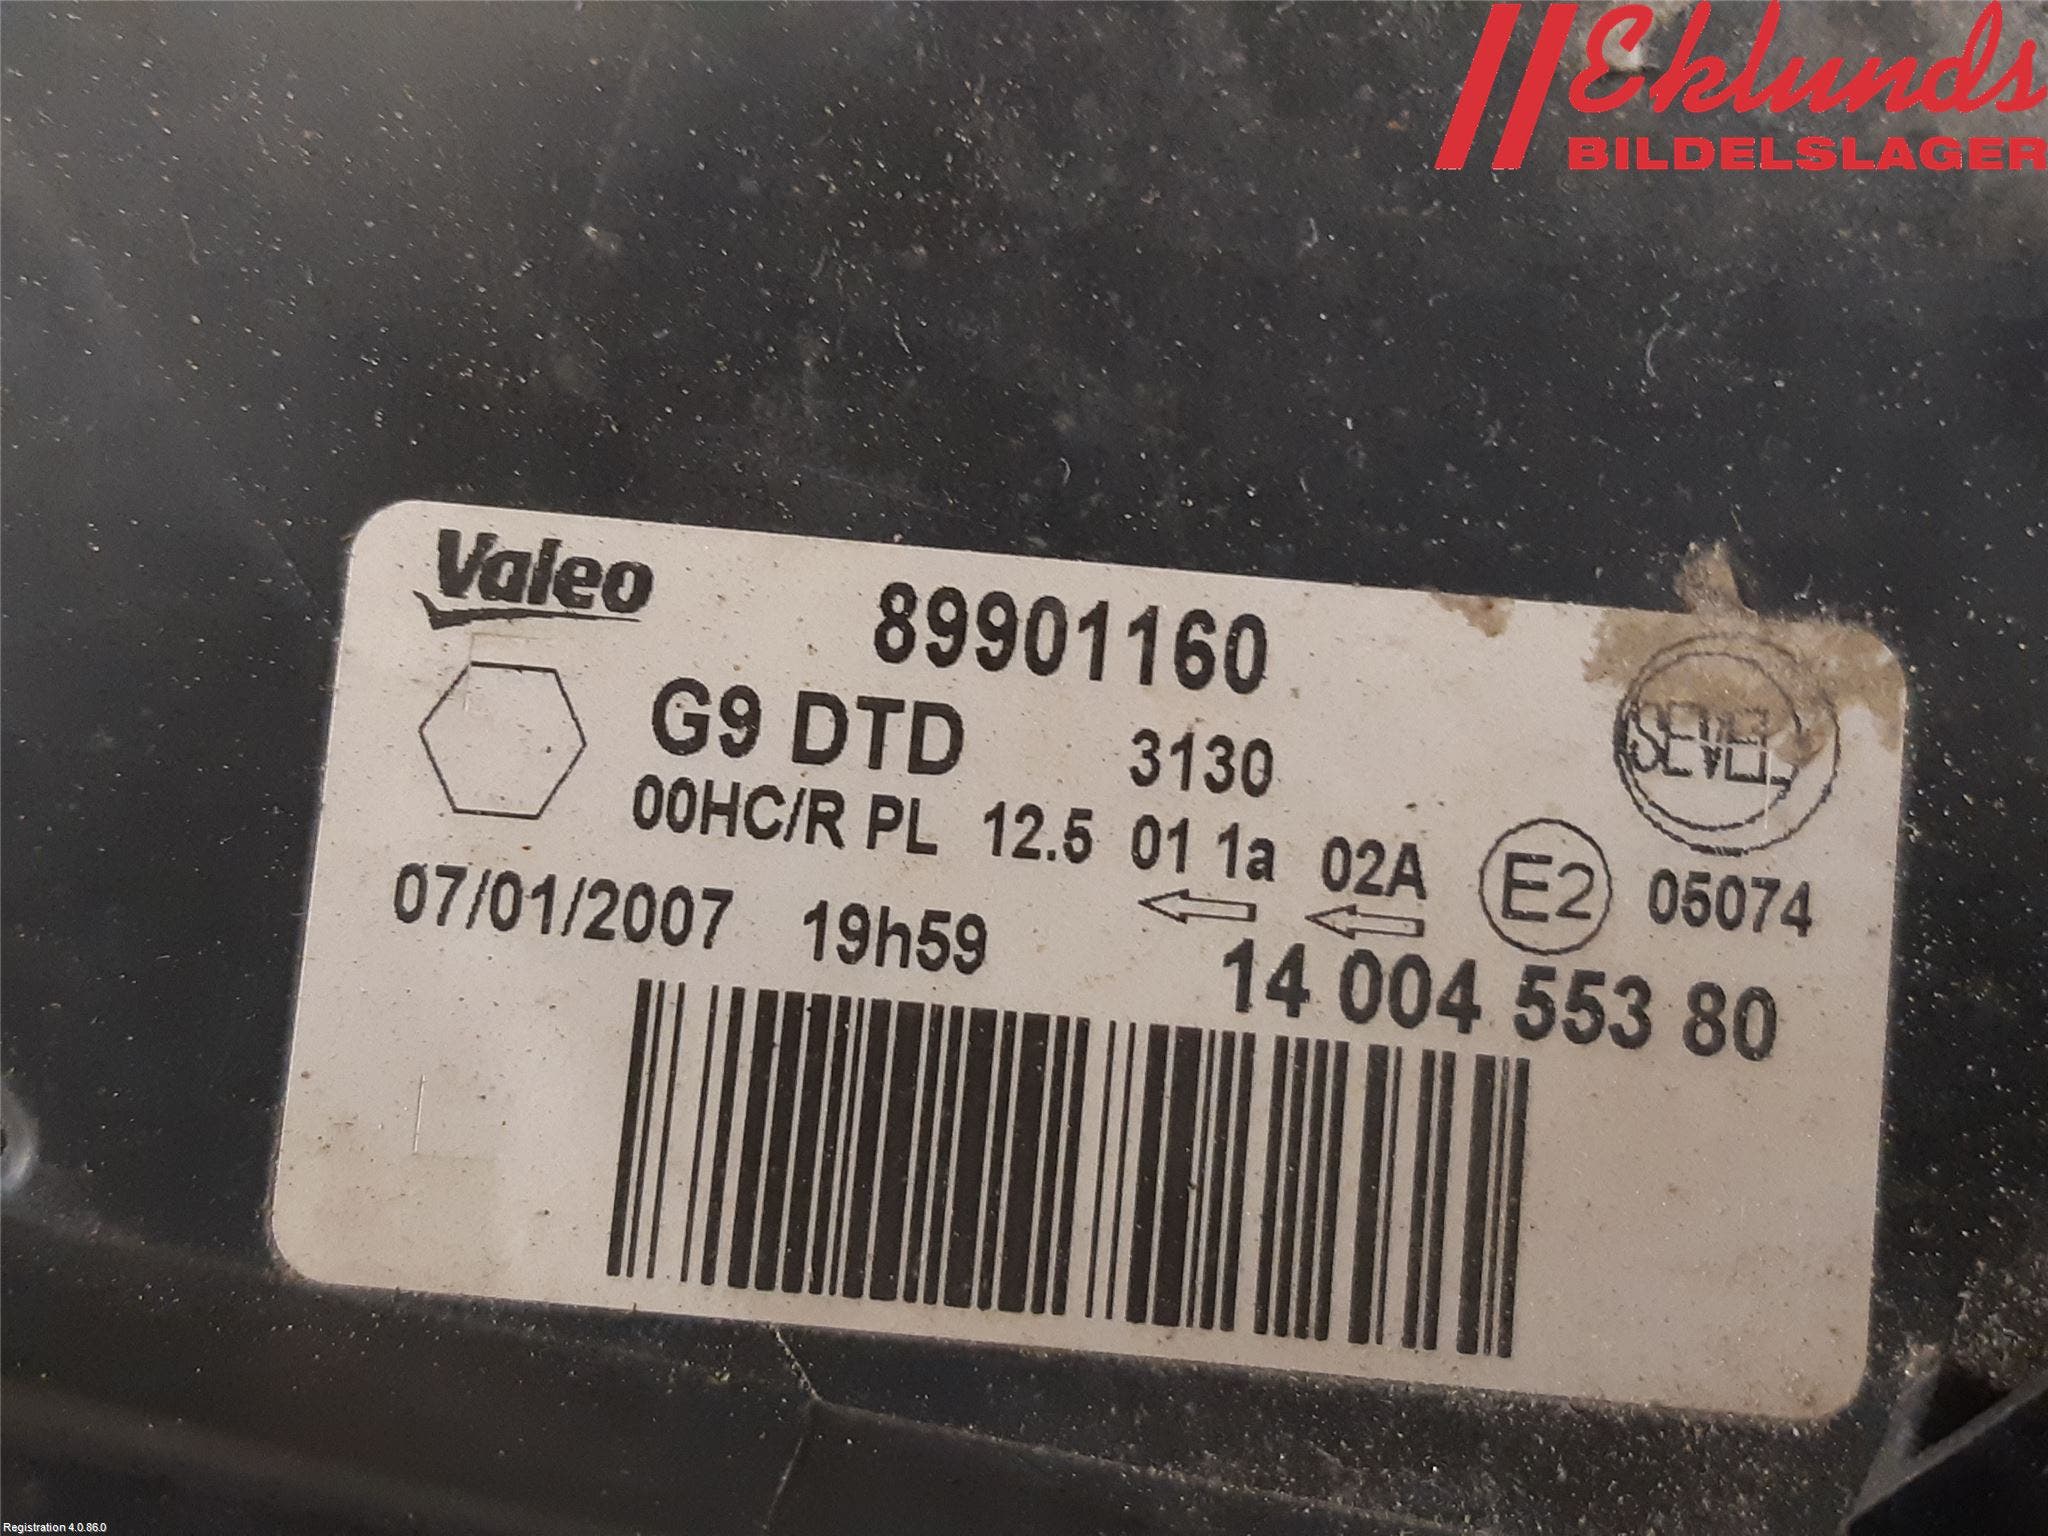 Eklunds
BILDELSLAGER
Valeo
89901160
G9 DTD 3130
SEVEL
00HC/R PL 12.5 01 1a 02A E2 05074
07/01/2007 19h59
14 004 553 80
Registration 4.0.86.0